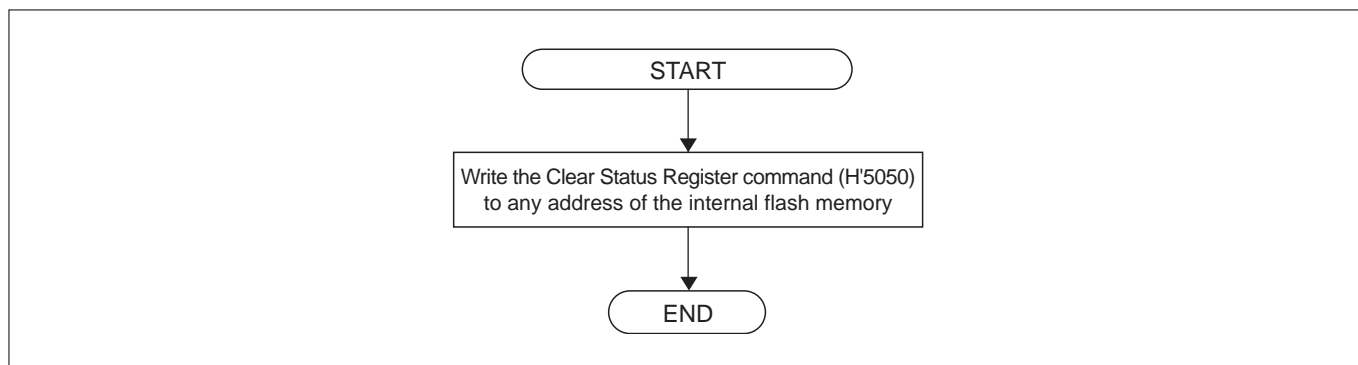 START
Write the Clear Status Register command (H'5050)
to any address of the internal flash memory
END